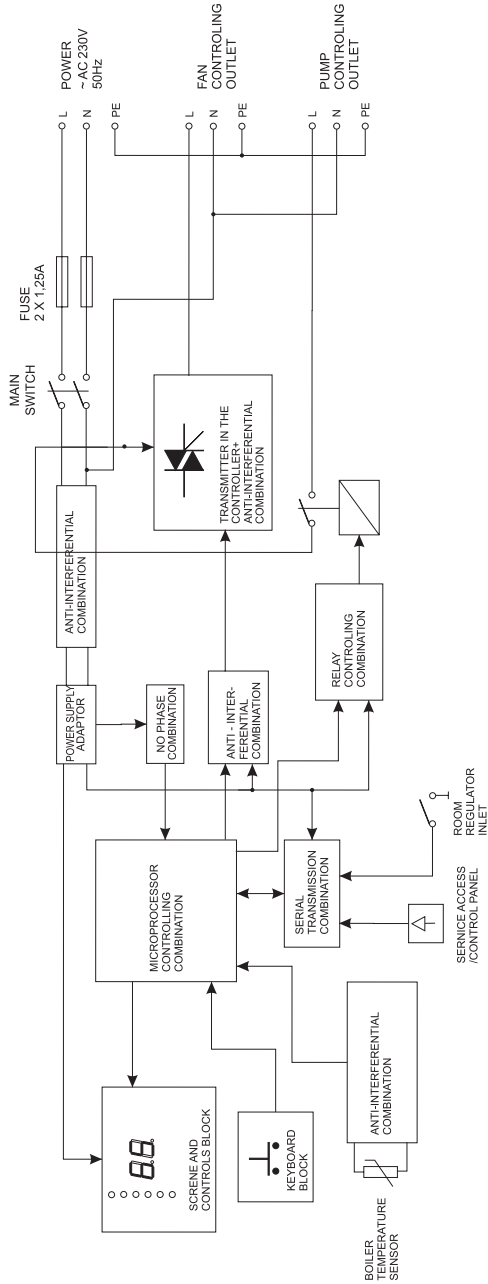 POWER
~ AC 230V
50Hz
L
N
PE
FAN
CONTROLING
OUTLET
L
N
PE
PUMP
CONTROLING
OUTLET
L
N
PE
FUSE
2 X 1,25A
MAIN
SWITCH
ANTI-INTERFERENTIAL
COMBINATION
TRANSMITTER IN THE
CONTROLLER+
ANTI-INTERFERENTIAL
COMBINATION
POWER SUPPLY
ADAPTOR
NO PHASE
COMBINATION
ANTI - INTER-
FERENTIAL
COMBINATION
RELAY
CONTROLING
COMBINATION
MICROPROCESSOR
CONTROLLING
COMBINATION
SERIAL
TRANSMISSION
COMBINATION
ROOM
REGULATOR
INLET
SERNICE ACCESS
/CONTROL PANEL
SCRENE AND
CONTROLS BLOCK
88
KEYBOARD
BLOCK
ANTI-INTERFERENTIAL
COMBINATION
BOILER
TEMPERATURE
SENSOR